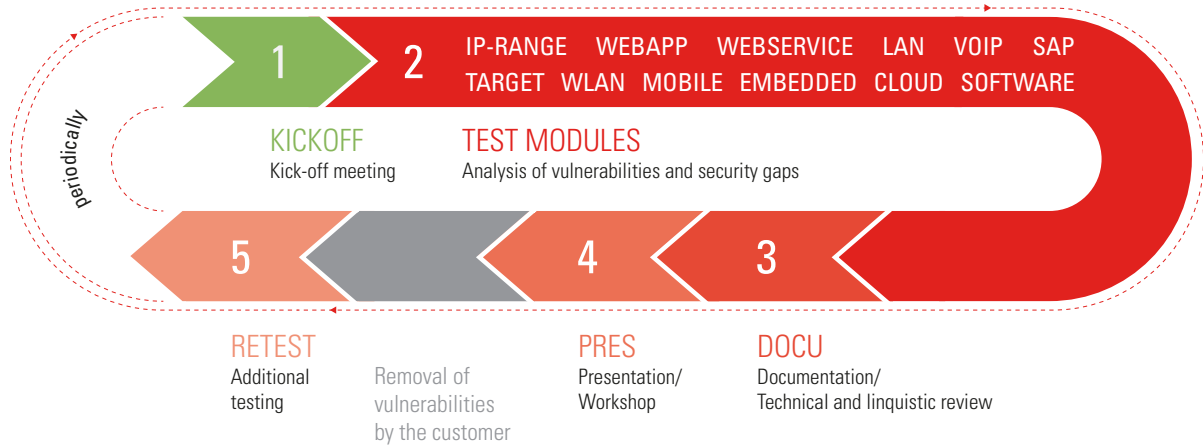 1
2
IP-RANGE WEBAPP WEBSERVICE LAN VOIP SAP
TARGET WLAN MOBILE EMBEDDED CLOUD SOFTWARE
KICKOFF
Kick-off meeting
TEST MODULES
Analysis of vulnerabilities and security gaps
periodically
5
4
3
RETEST
Additional
testing
Removal of
vulnerabilities
by the customer
PRES
Presentation/
Workshop
DOCU
Documentation/
Technical and linquistic review